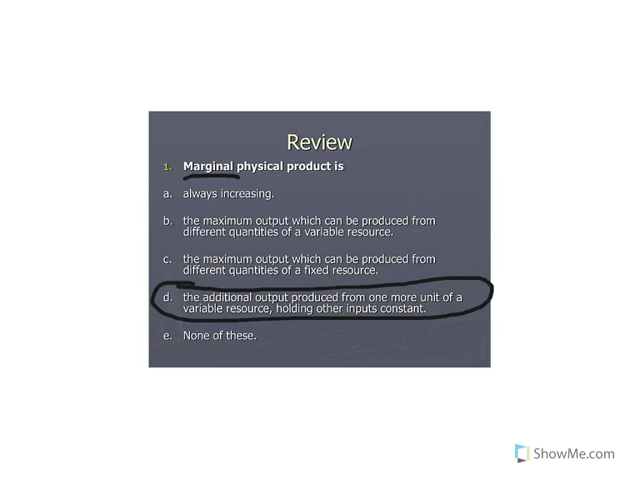 Review
1. Marginal physical product is
a. always increasing.
b. the maximum output which can be produced from
different quantities of a variable resource.
c. the maximum output which can be produced from
different quantities of a fixed resource.
d. the additional output produced from one more unit of a
variable resource, holding other inputs constant.
e. None of these.
ShowMe.com